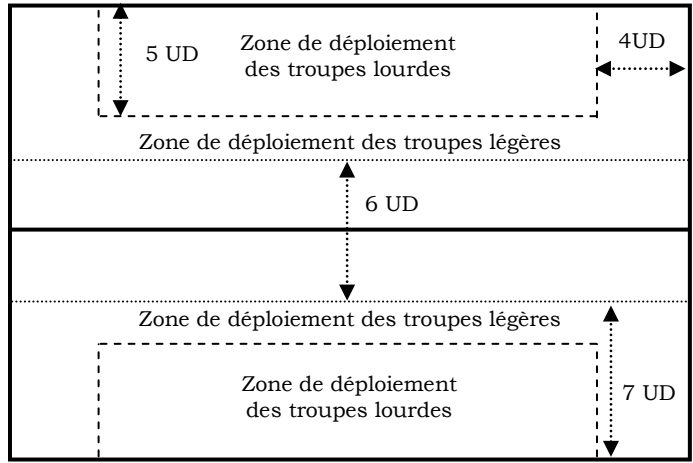 5 UD
Zone de déploiement
des troupes lourdes
4UD
Zone de déploiement des troupes légères
6 UD
Zone de déploiement des troupes légères
Zone de déploiement
des troupes lourdes
7 UD